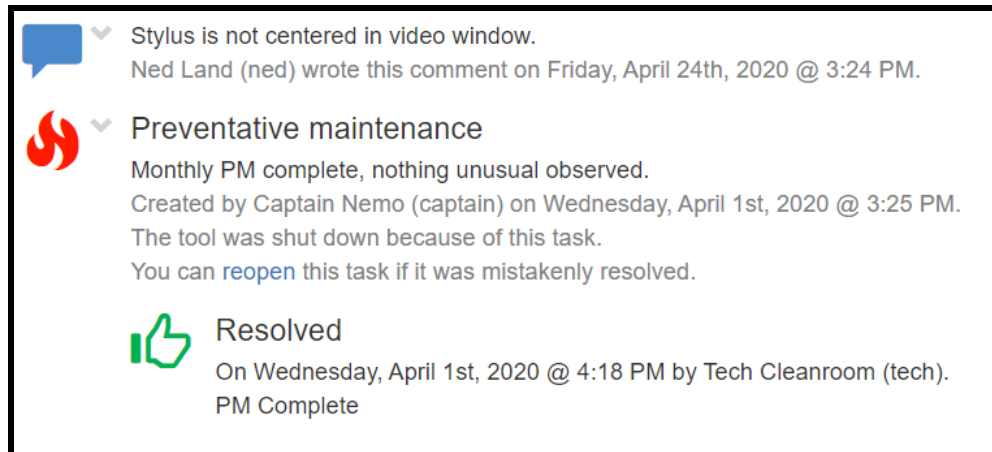 Stylus is not centered in video window.
Ned Land (ned) wrote this comment on Friday, April 24th, 2020 @ 3:24 PM.
Preventative maintenance
Monthly PM complete, nothing unusual observed.
Created by Captain Nemo (captain) on Wednesday, April 1st, 2020 @ 3:25 PM.
The tool was shut down because of this task.
You can reopen this task if it was mistakenly resolved.
Resolved
On Wednesday, April 1st, 2020 @ 4:18 PM by Tech Cleanroom (tech).
PM Complete